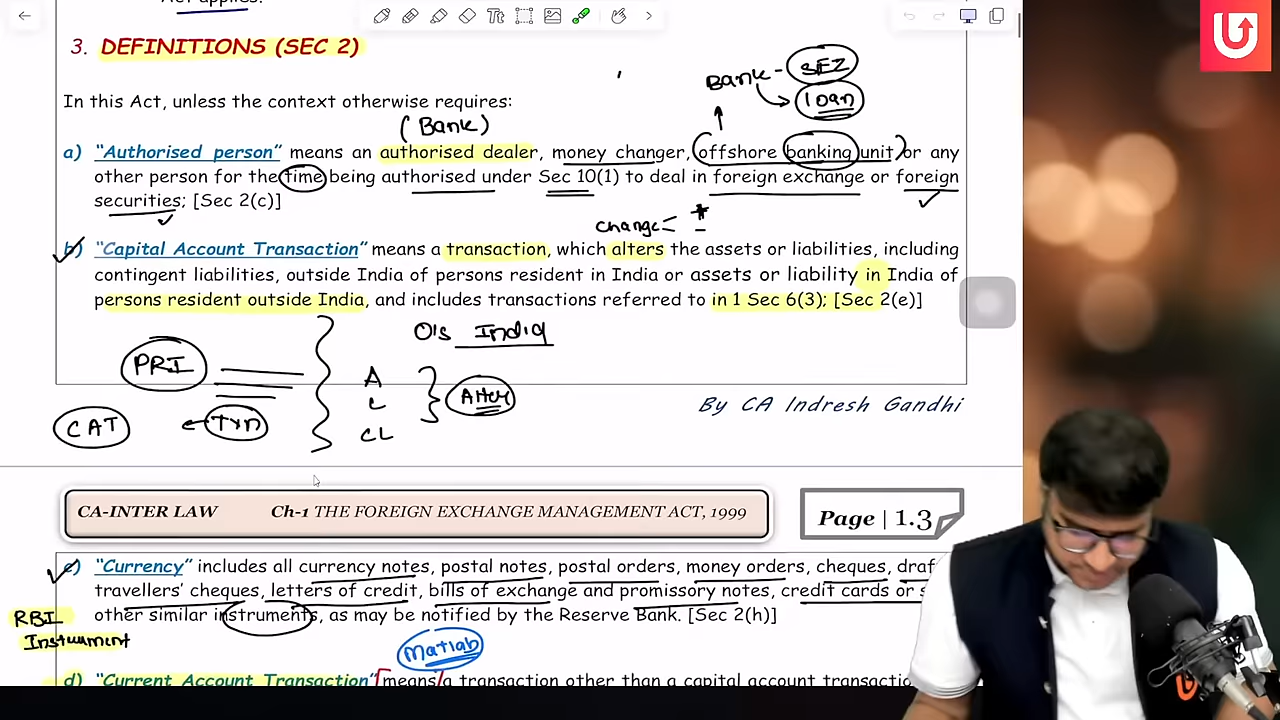 Act applies.
3. DEFINITIONS (SEC 2)
Bank - SEZ
loan
In this Act, unless the context otherwise requires:
(Bank)
a) "Authorised person" means an authorised dealer, money changer, offshore banking unit or any
other person for the time being authorised under Sec 10(1) to deal in foreign exchange or foreign
securities; [Sec 2(c)]
change < + -
b) "Capital Account Transaction" means a transaction, which alters the assets or liabilities, including
contingent liabilities, outside India of persons resident in India or assets or liability in India of
persons resident outside India, and includes transactions referred to in 1 Sec 6(3); [Sec 2(e)]
O's India
PRI
A
L
CL
Alter
CAT
Txn
By CA Indresh Gandhi
CA-INTER LAW Ch-1 THE FOREIGN EXCHANGE MANAGEMENT ACT, 1999
Page | 1.3
c) "Currency" includes all currency notes, postal notes, postal orders, money orders, cheques, draf
travellers' cheques, letters of credit, bills of exchange and promissory notes, credit cards or s
other similar instruments, as may be notified by the Reserve Bank. [Sec 2(h)]
RBI
Instrument
Matlab
d) "Current Account Transaction" means a transaction other than a capital account transactio